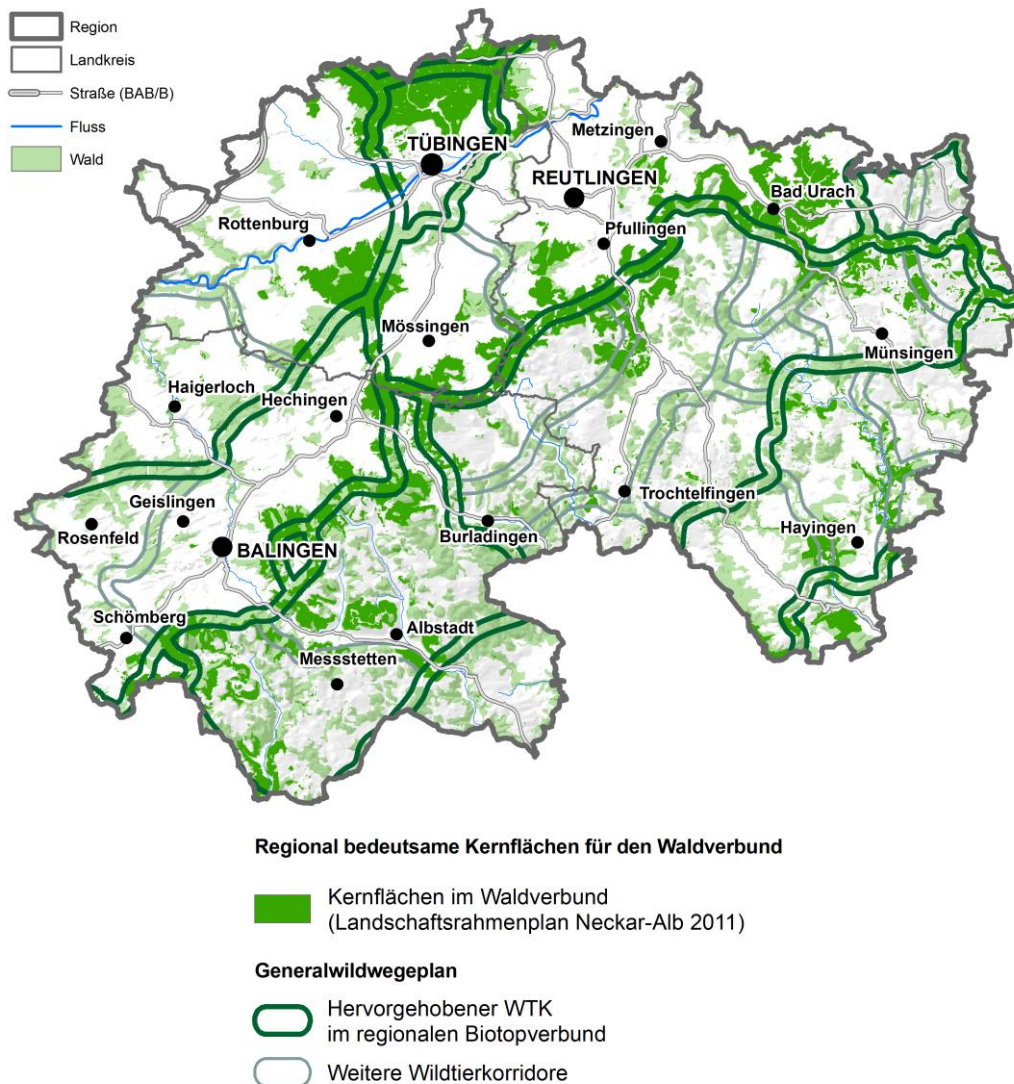 Region
Landkreis
Straße (BAB/B)
Fluss
Wald
TÜBINGEN
Metzingen
REUTLINGEN
Bad Urach
Rottenburg
Pfullingen
Mössingen
Münsingen
Haigerloch
Hechingen
Geislingen
Trochtelfingen
Rosenfeld
Burladingen
Hayingen
BALINGEN
Schömberg
Albstadt
Messstetten
Regional bedeutsame Kernflächen für den Waldverbund
Kernflächen im Waldverbund
(Landschaftsrahmenplan Neckar-Alb 2011)
Generalwildwegeplan
Hervorgehobener WTK
im regionalen Biotopverbund
Weitere Wildtierkorridore